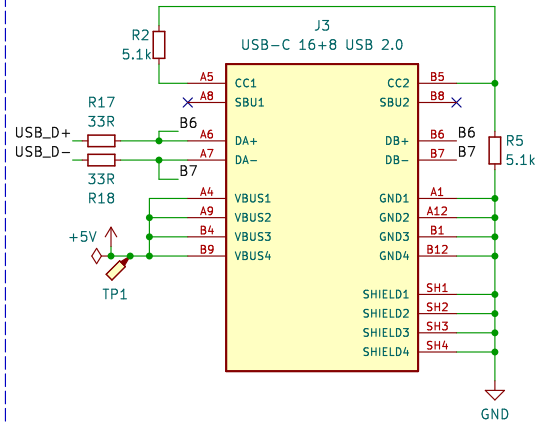 J3
USB-C 16+8 USB 2.0
R2
5.1k
A5 CC1 CC2 B5
A8 SBU1 SBU2 B8
R17
33R
B6
USB_D+ A6 DA+ DB+ B6 B6
USB_D- A7 DA- DB- B7 B7
R5
5.1k
33R
R18
B7
A4 VBUS1 GND1 A1
A9 VBUS2 GND2 A12
B4 VBUS3 GND3 B1
+5V
B9 VBUS4 GND4 B12
TP1
SHIELD1 SH1
SHIELD2 SH2
SHIELD3 SH3
SHIELD4 SH4
GND